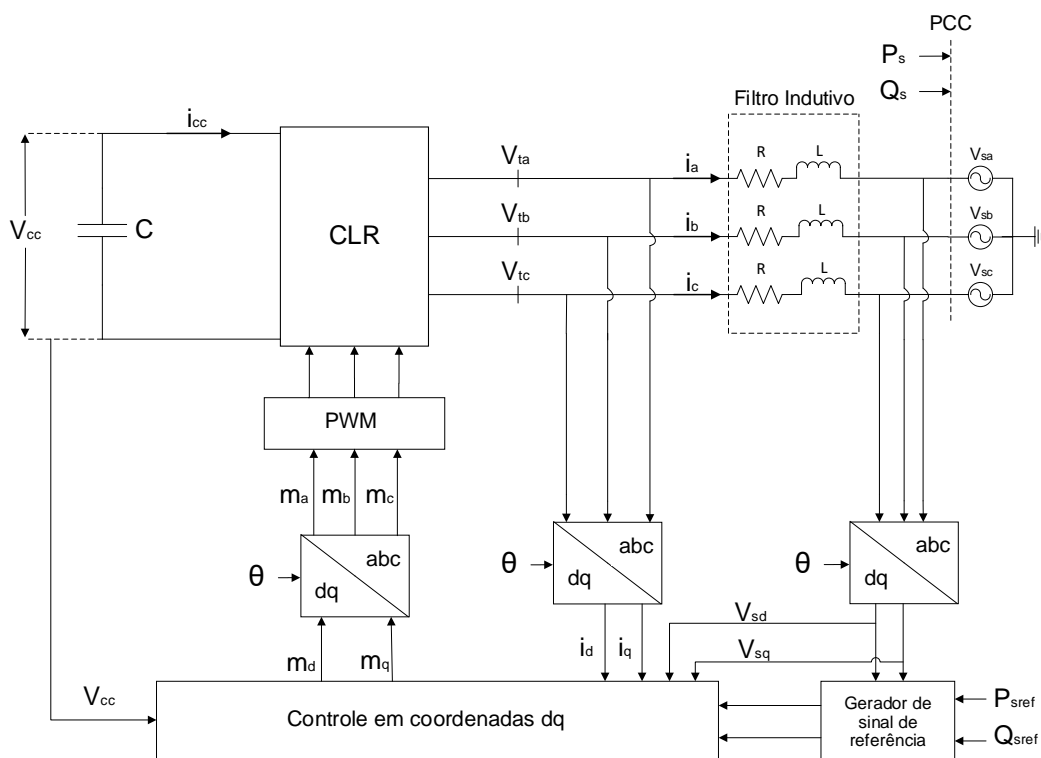 PCC
Ps
Qs
Filtro Indutivo
icc
Vcc
C
CLR
Vta
ia
R
L
Vsa
Vtb
ib
R
L
Vsb
Vtc
ic
R
L
Vsc
PWM
ma
mb
mc
θ
abc
dq
θ
abc
dq
θ
abc
dq
md
mq
id
iq
Vsd
Vsq
Vcc
Controle em coordenadas dq
Gerador de
sinal de
referência
Psref
Qsref